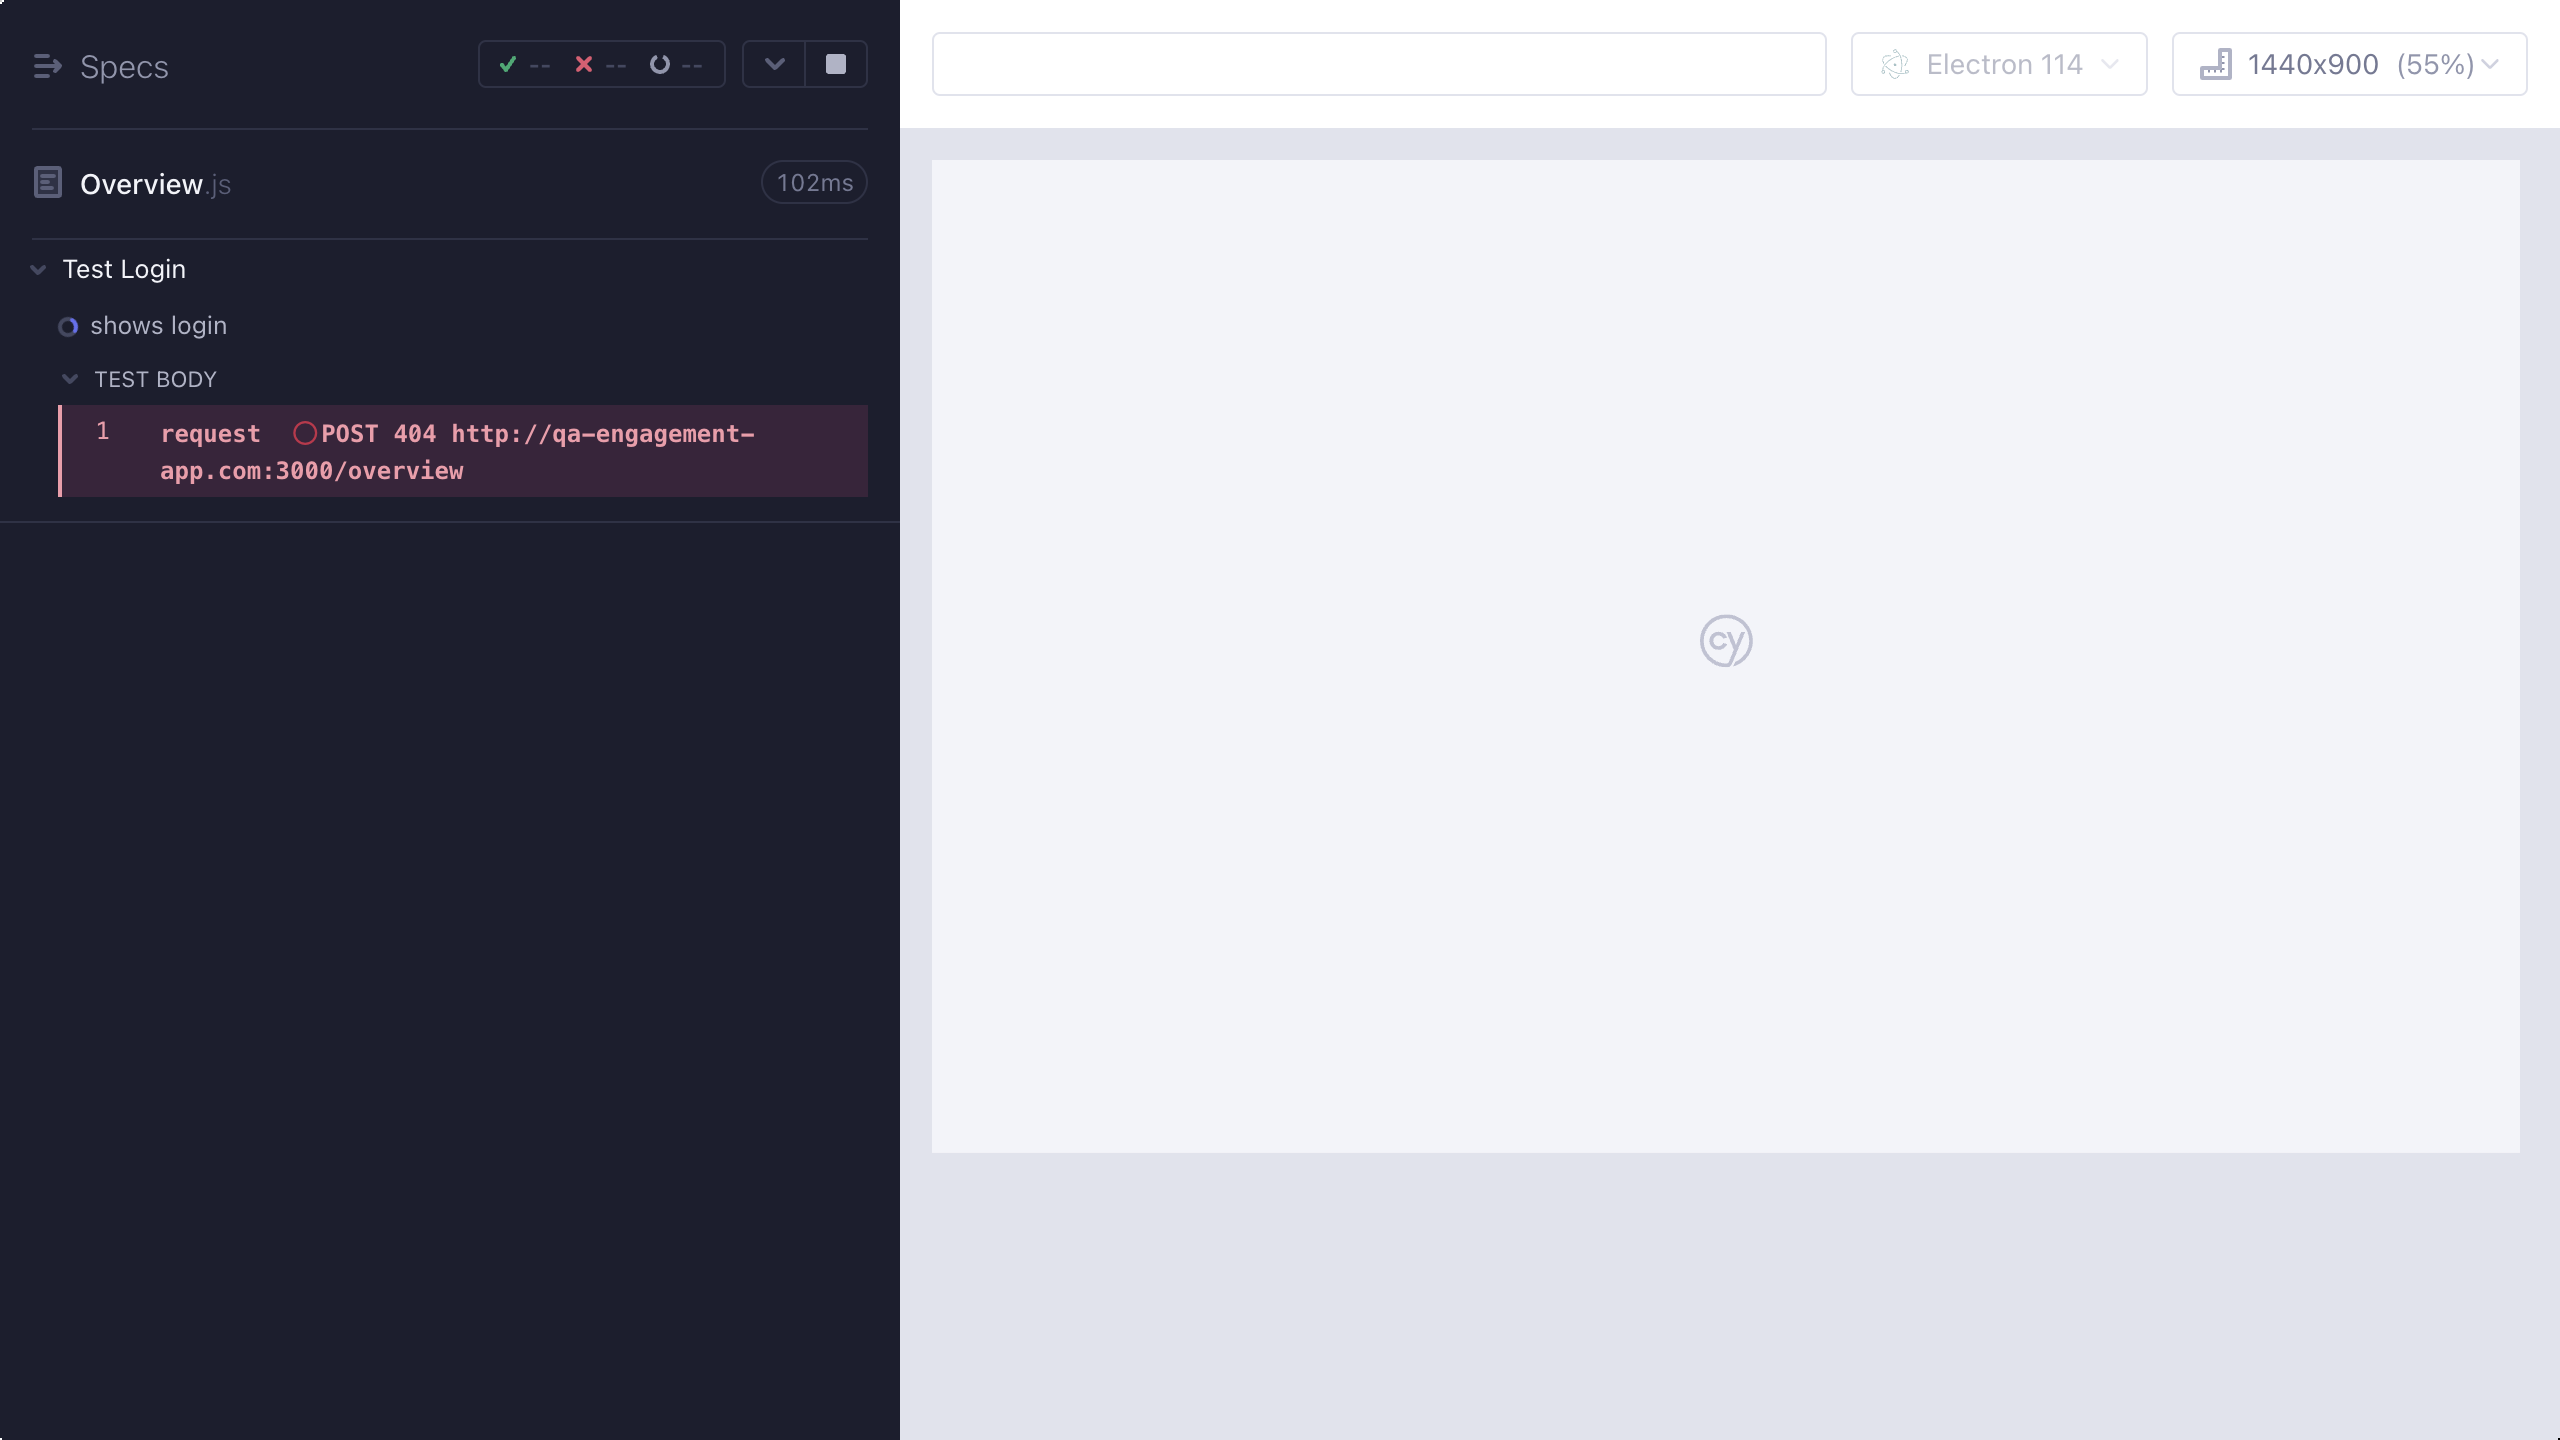 Specs
-- -- --
Overview.js
102ms
Test Login
shows login
TEST BODY
1 request POST 404 http://qa-engagement-
app.com:3000/overview
Electron 114
1440x900 (55%)
cy